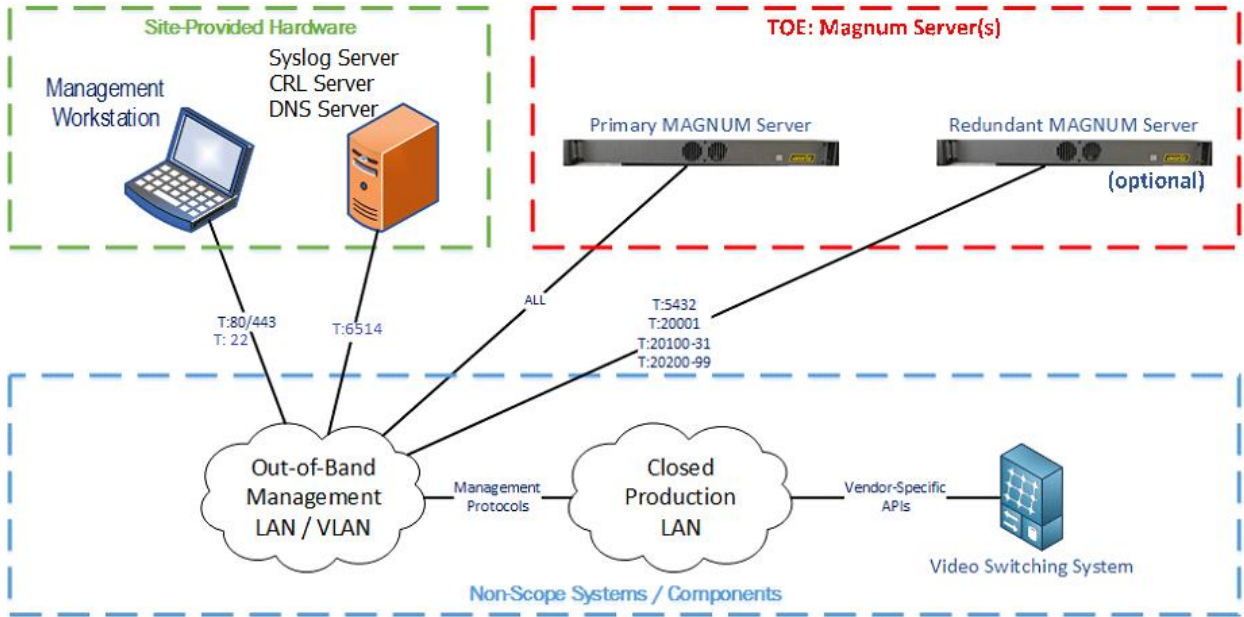 Site-Provided Hardware
TOE: Magnum Server(s)
Syslog Server
CRL Server
DNS Server
Management
Workstation
Primary MAGNUM Server
Redundant MAGNUM Server
(optional)
T:80/443
T: 22
T:6514
ALL
T:5432
T:20001
T:20100-31
T:20200-99
Out-of-Band
Management
LAN / VLAN
Management
Protocols
Closed
Production
LAN
Vendor-Specific
APIs
Video Switching System
Non-Scope Systems / Components